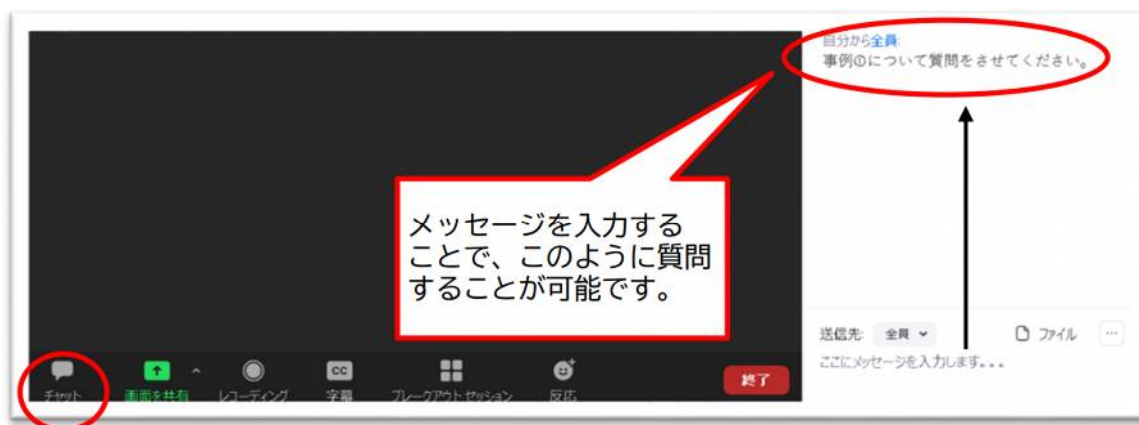 自分から全員:
事例①について質問をさせてください。
メッセージを入力する
ことで、このように質問
することが可能です。
送信先: 全員 ファイル
ここにメッセージを入力します...
チャット 画面を共有 レコーディング CC 字幕 ブレークアウトセッション 反応 終了